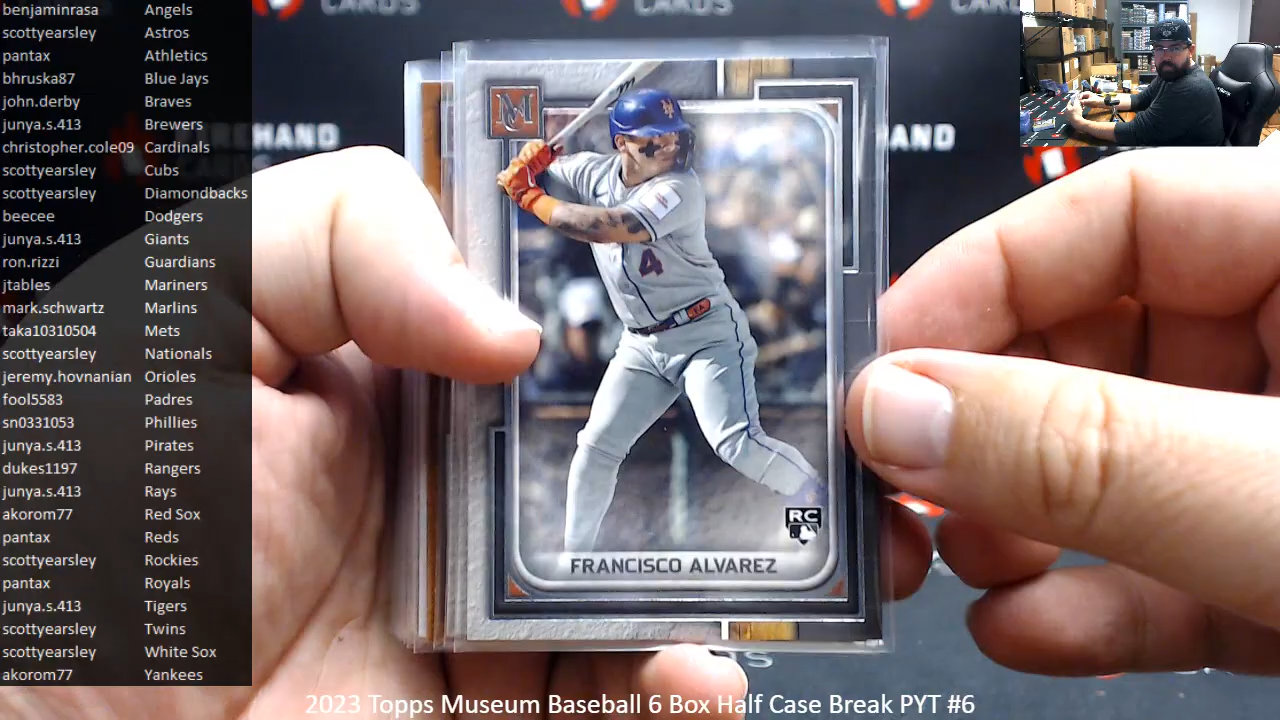 benjaminrasa Angels
scottyearsley Astros
pantax Athletics
bhruska87 Blue Jays
john.derby Braves
junya.s.413 Brewers
christopher.cole09 Cardinals
scottyearsley Cubs
scottyearsley Diamondbacks
beecee Dodgers
junya.s.413 Giants
ron.rizzi Guardians
jtables Mariners
mark.schwartz Marlins
taka10310504 Mets
scottyearsley Nationals
jeremy.hovnanian Orioles
fool5583 Padres
sn0331053 Phillies
junya.s.413 Pirates
dukes1197 Rangers
junya.s.413 Rays
akorom77 Red Sox
pantax Reds
scottyearsley Rockies
pantax Royals
junya.s.413 Tigers
scottyearsley Twins
scottyearsley White Sox
akorom77 Yankees
CARDS
CARDS
HAND
MC
4
RC
FRANCISCO ALVAREZ
2023 Topps Museum Baseball 6 Box Half Case Break PYT #6